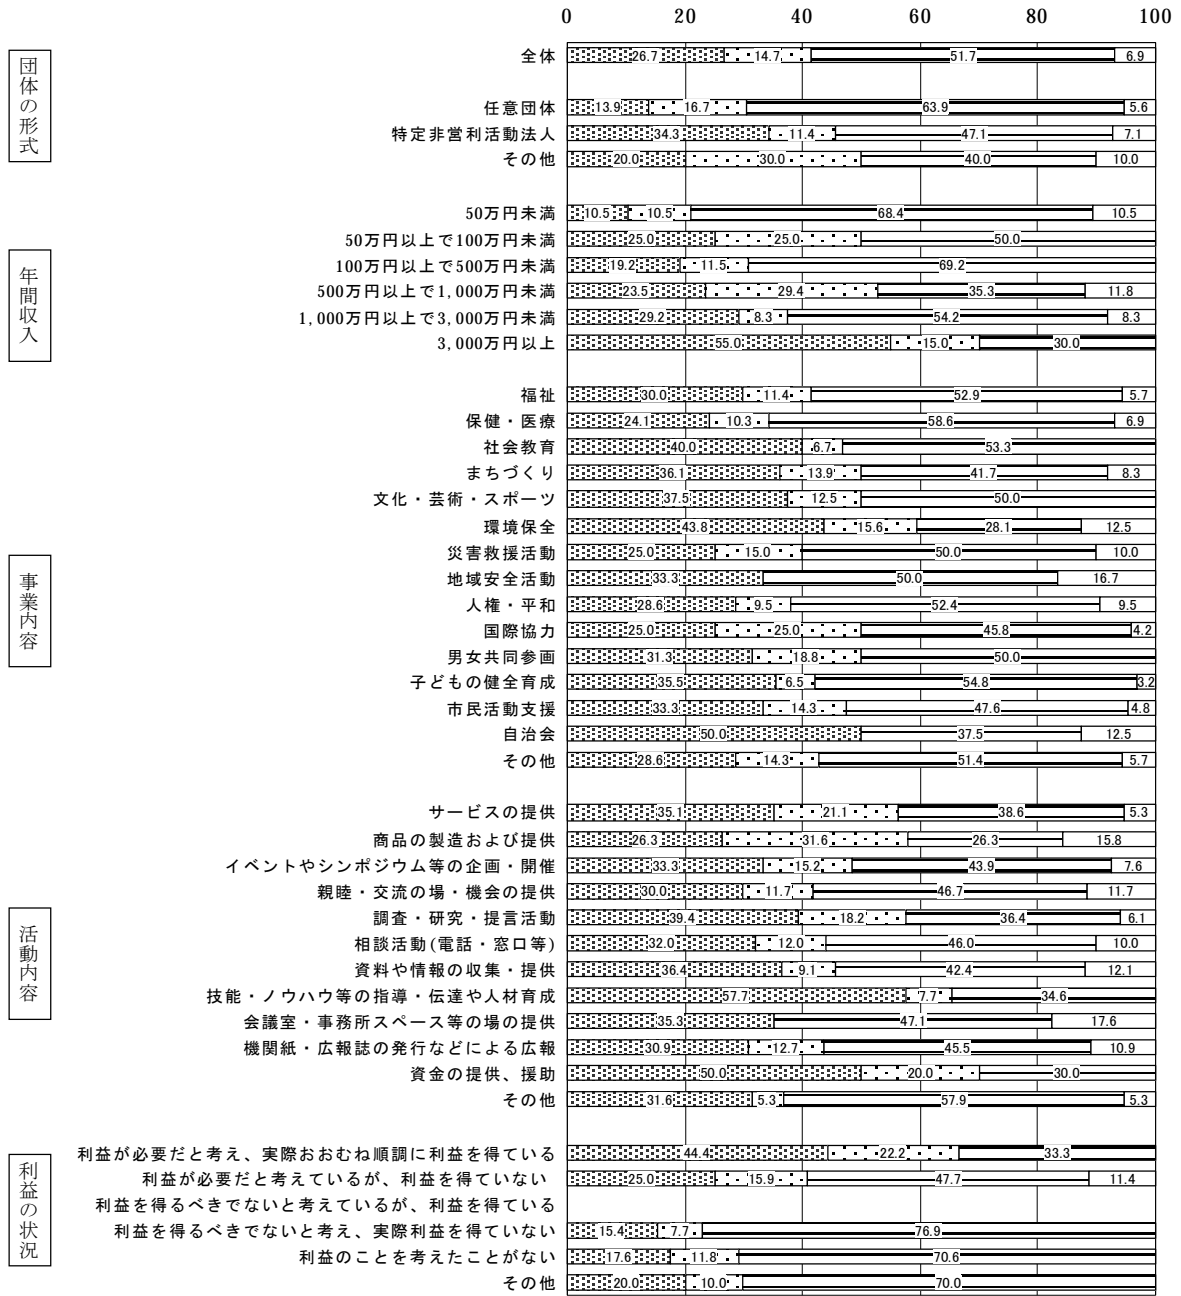 0 20 40 60 80 100
団体の形式
全体 26.7 14.7 51.7 6.9
任意団体 13.9 16.7 63.9 5.6
特定非営利活動法人 34.3 11.4 47.1 7.1
その他 20.0 30.0 40.0 10.0
年間収入
50万円未満 10.5 10.5 68.4 10.5
50万円以上で100万円未満 25.0 25.0 50.0
100万円以上で500万円未満 19.2 11.5 69.2
500万円以上で1,000万円未満 23.5 29.4 35.3 11.8
1,000万円以上で3,000万円未満 29.2 8.3 54.2 8.3
3,000万円以上 55.0 15.0 30.0
事業内容
福祉 30.0 11.4 52.9 5.7
保健・医療 24.1 10.3 58.6 6.9
社会教育 40.0 6.7 53.3
まちづくり 36.1 13.9 41.7 8.3
文化・芸術・スポーツ 37.5 12.5 50.0
環境保全 43.8 15.6 28.1 12.5
災害救援活動 25.0 15.0 50.0 10.0
地域安全活動 33.3 50.0 16.7
人権・平和 28.6 9.5 52.4 9.5
国際協力 25.0 25.0 45.8 4.2
男女共同参画 31.3 18.8 50.0
子どもの健全育成 35.5 6.5 54.8 3.2
市民活動支援 33.3 14.3 47.6 4.8
自治会 50.0 37.5 12.5
その他 28.6 14.3 51.4 5.7
活動内容
サービスの提供 35.1 21.1 38.6 5.3
商品の製造および提供 26.3 31.6 26.3 15.8
イベントやシンポジウム等の企画・開催 33.3 15.2 43.9 7.6
親睦・交流の場・機会の提供 30.0 11.7 46.7 11.7
調査・研究・提言活動 39.4 18.2 36.4 6.1
相談活動(電話・窓口等) 32.0 12.0 46.0 10.0
資料や情報の収集・提供 36.4 9.1 42.4 12.1
技能・ノウハウ等の指導・伝達や人材育成 57.7 7.7 34.6
会議室・事務所スペース等の場の提供 35.3 47.1 17.6
機関紙・広報誌の発行などによる広報 30.9 12.7 45.5 10.9
資金の提供、援助 50.0 20.0 30.0
その他 31.6 5.3 57.9 5.3
利益の状況
利益が必要だと考え、実際おおむね順調に利益を得ている 44.4 22.2 33.3
利益が必要だと考えているが、利益を得ていない 25.0 15.9 47.7 11.4
利益を得るべきでないと考えているが、利益を得ている
利益を得るべきでないと考え、実際利益を得ていない 15.4 7.7 76.9
利益のことを考えたことがない 17.6 11.8 70.6
その他 20.0 10.0 70.0